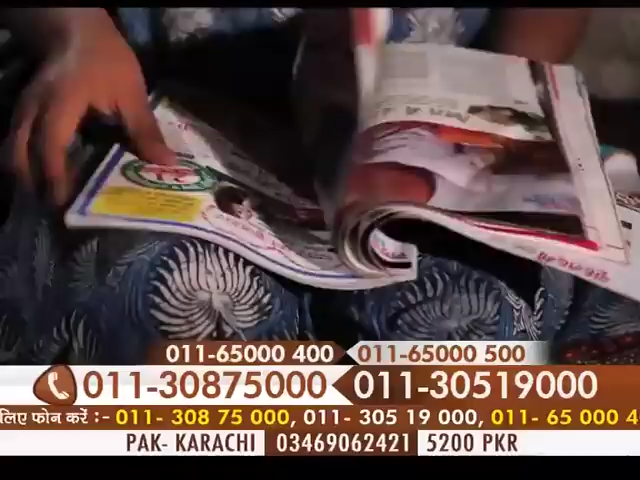 011-65000 400 011-65000 500
011-30875000 011-30519000
लिए फोन करें :- 011- 308 75 000, 011- 305 19 000, 011- 65 000 4
PAK- KARACHI 03469062421 5200 PKR